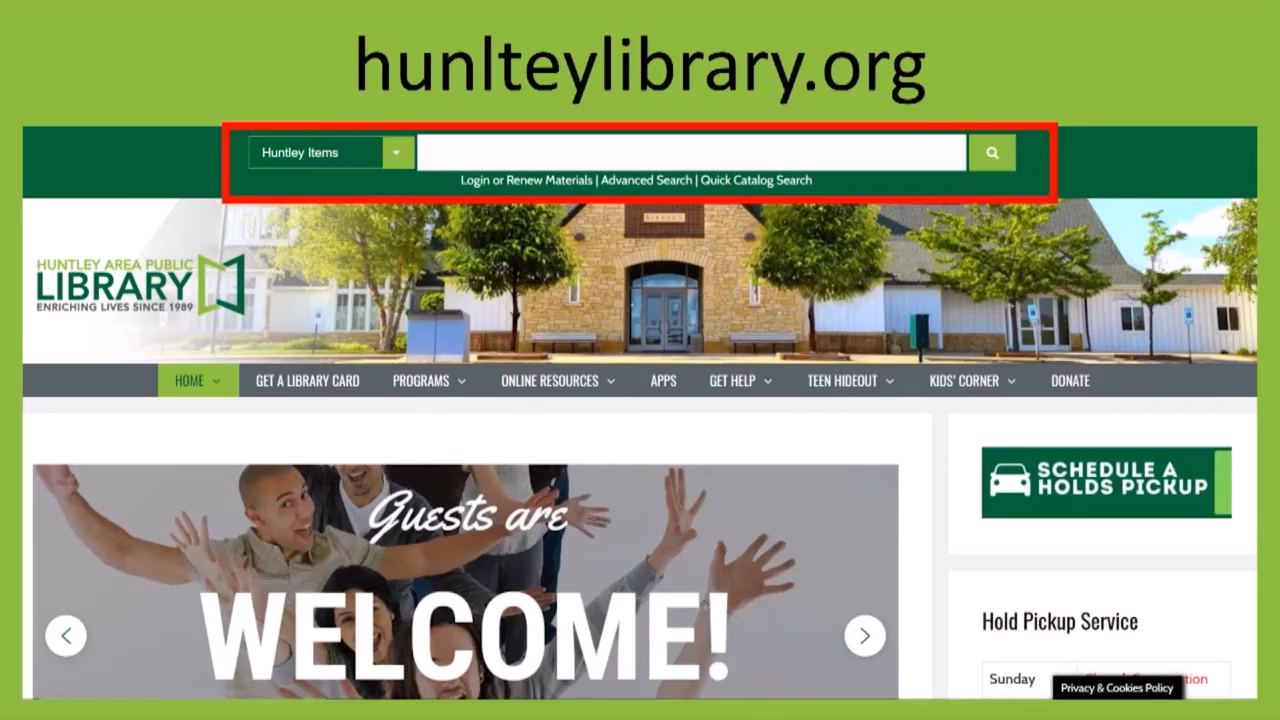 hunlteylibrary.org
Huntley Items
Login or Renew Materials | Advanced Search | Quick Catalog Search
LIBRARY
HUNTLEY AREA PUBLIC
LIBRARY
ENRICHING LIVES SINCE 1989
HOME GET A LIBRARY CARD PROGRAMS ONLINE RESOURCES APPS GET HELP TEEN HIDEOUT KIDS' CORNER DONATE
SCHEDULE A
HOLDS PICKUP
Guests are
WELCOME!
Hold Pickup Service
Sunday
Privacy & Cookies Policy